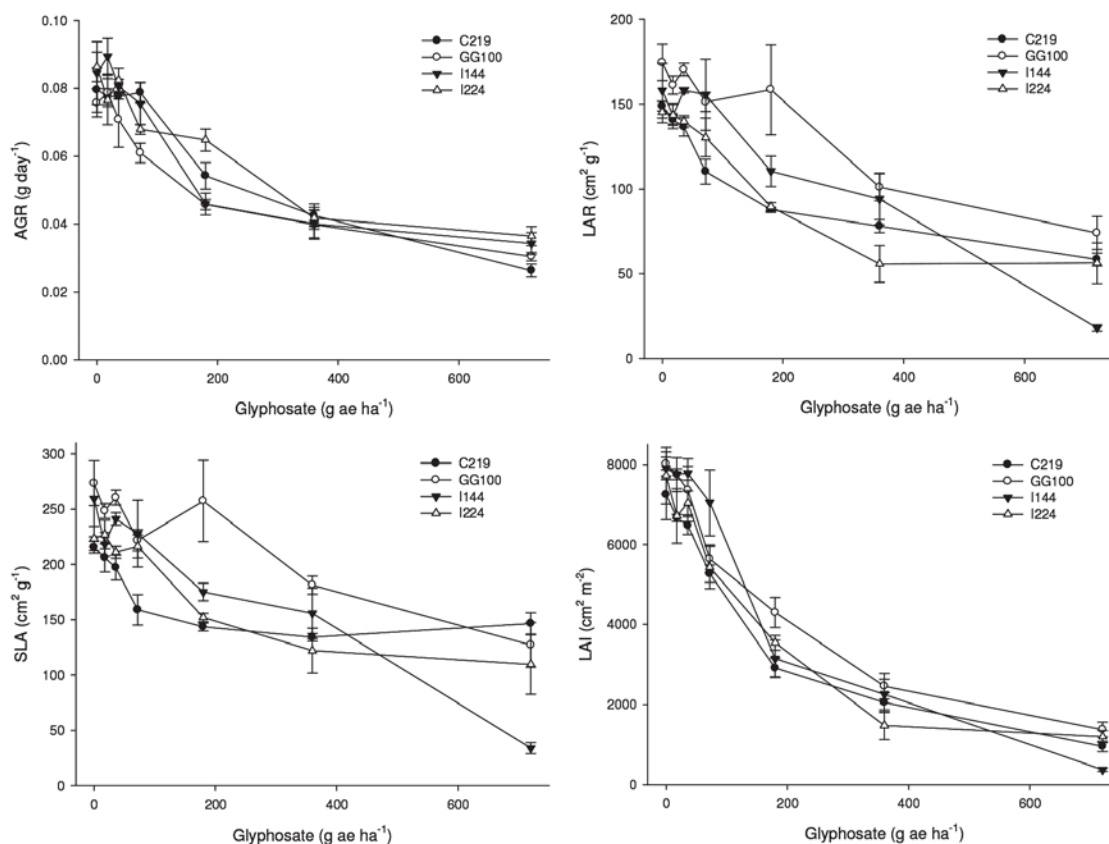 0.10
0.08
0.06
0.04
0.02
0.00
AGR (g day⁻¹)
0
200
400
600
Glyphosate (g ae ha⁻¹)
C219
GG100
I144
I224
200
150
100
50
0
LAR (cm² g⁻¹)
0
200
400
600
Glyphosate (g ae ha⁻¹)
C219
GG100
I144
I224
300
250
200
150
100
50
0
SLA (cm² g⁻¹)
0
200
400
600
Glyphosate (g ae ha⁻¹)
C219
GG100
I144
I224
8000
6000
4000
2000
0
LAI (cm² m⁻²)
0
200
400
600
Glyphosate (g ae ha⁻¹)
C219
GG100
I144
I224